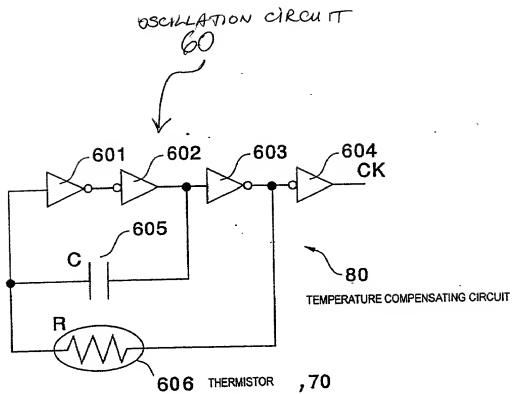 OSCILLATION CIRCUIT
60
601
602
603
604
CK
605
C
80
TEMPERATURE COMPENSATING CIRCUIT
R
606 THERMISTOR ,70